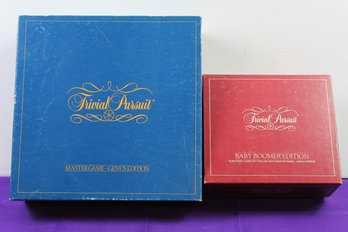 Trivial Pursuit
MASTER GAME - GENUS EDITION
Trivial Pursuit
BABY BOOMER EDITION